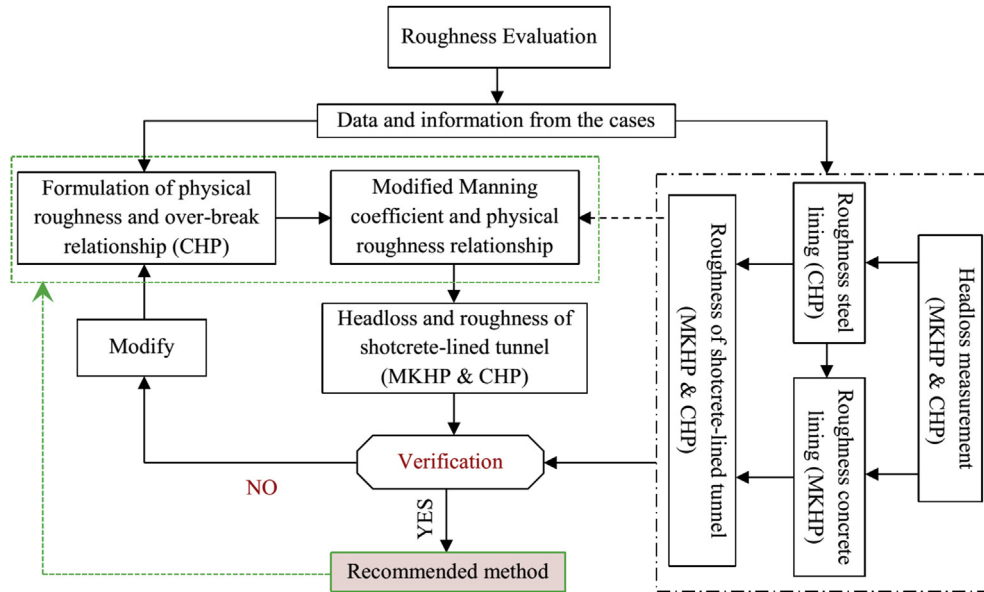 Roughness Evaluation
Data and information from the cases
Formulation of physical
roughness and over-break
relationship (CHP)
Modified Manning
coefficient and physical
roughness relationship
Headloss and roughness of
shotcrete-lined tunnel
(MKHP & CHP)
Modify
Verification
NO
YES
Recommended method
Roughness of shotcrete-lined tunnel
(MKHP & CHP)
Roughness steel
lining (CHP)
Roughness concrete
lining (MKHP)
Headloss measurement
(MKHP & CHP)